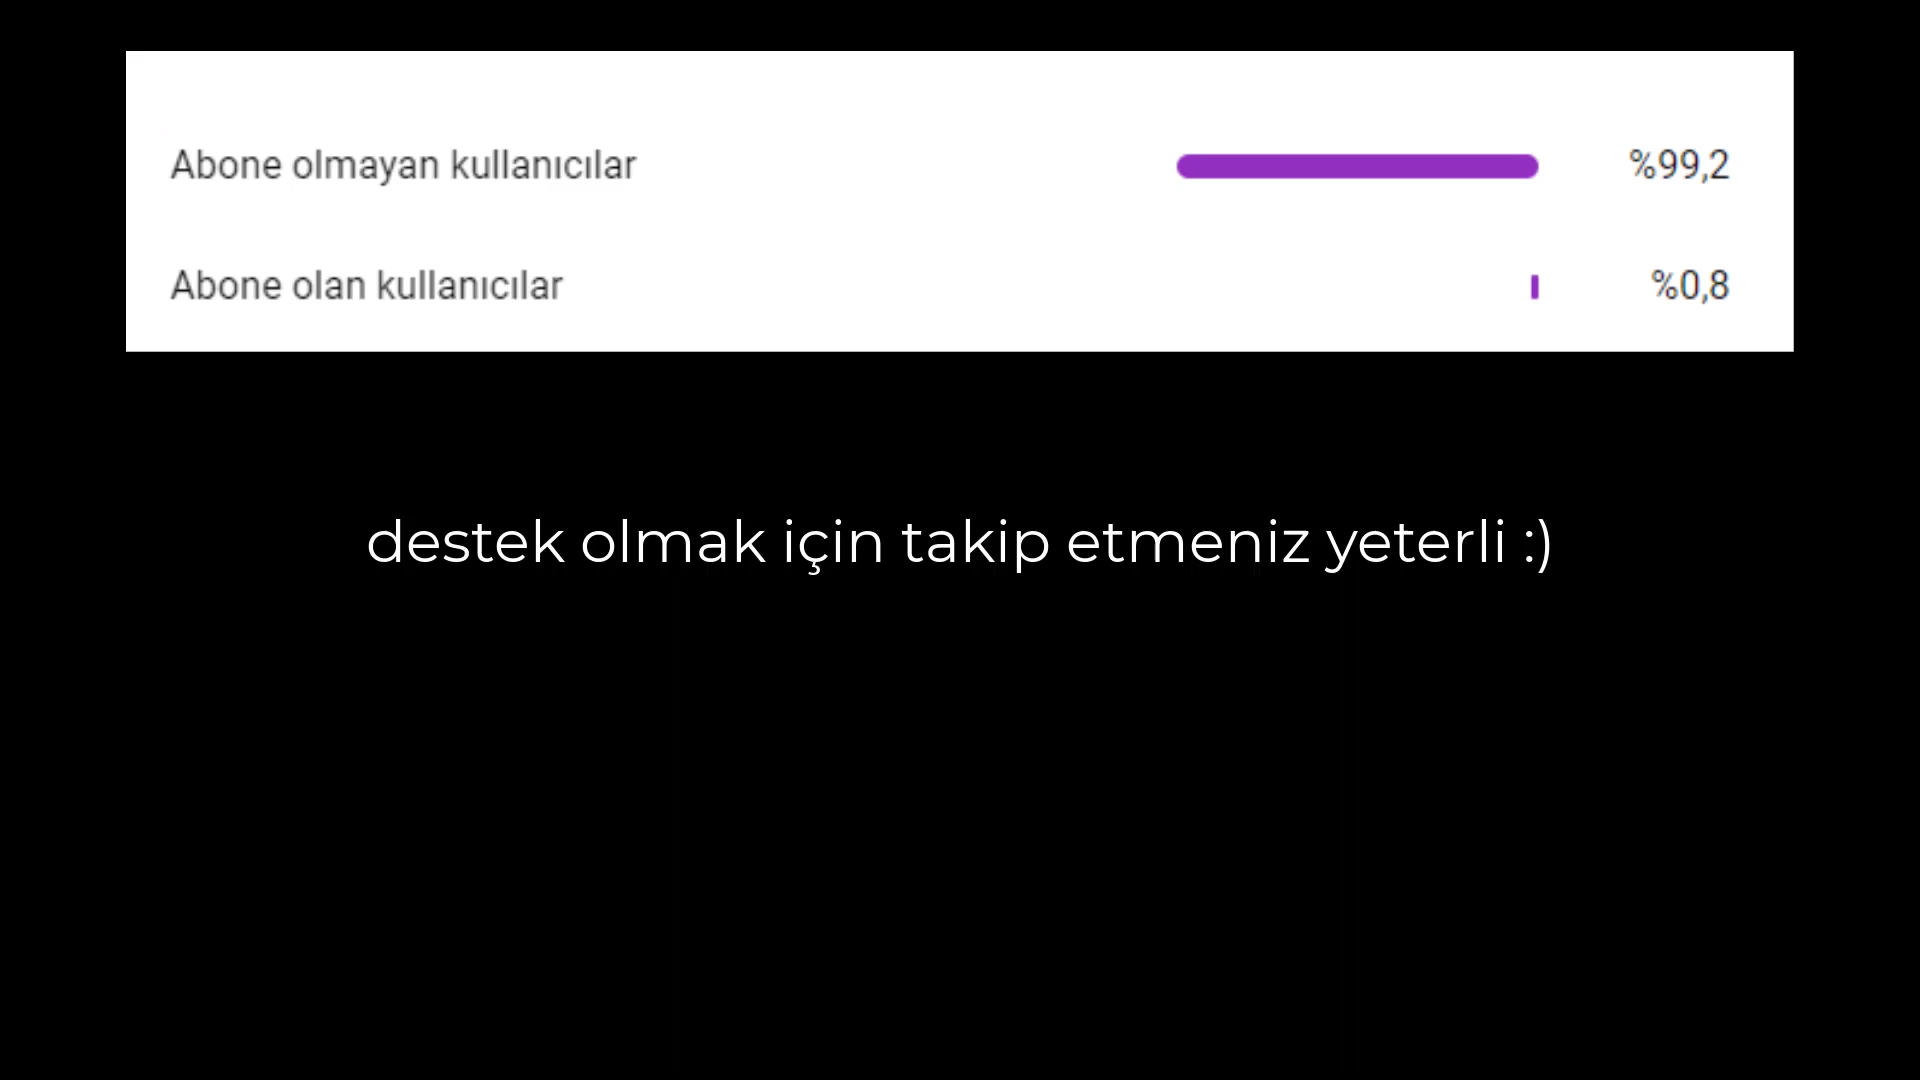 Abone olmayan kullanıcılar %99,2
Abone olan kullanıcılar %0,8
destek olmak için takip etmeniz yeterli :)